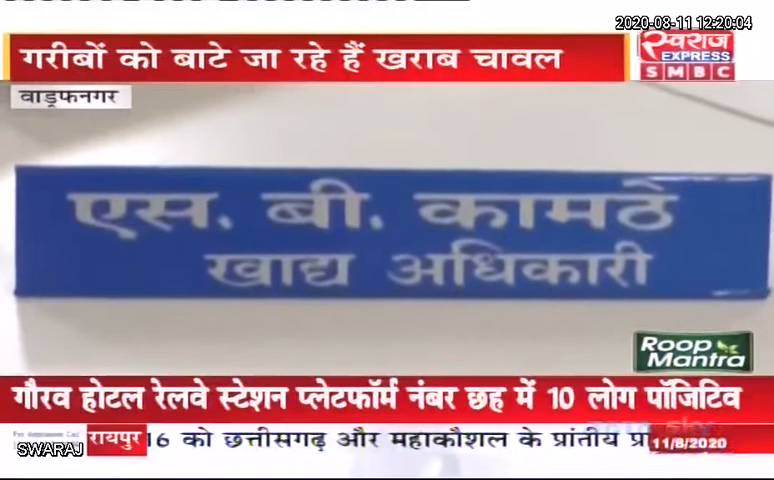 2020-08-11 12:20:04
गरीबों को बाटे जा रहे हैं खराब चावल
स्वराज
EXPRESS
SMBC
वाड्रफनगर
एस. बी. कामठे
खाद्य अधिकारी
Roop
Mantra
गौरव होटल रेलवे स्टेशन प्लेटफॉर्म नंबर छह में 10 लोग पॉजिटिव
रायपुर 16 को छत्तीसगढ़ और महाकौशल के प्रांतीय प्र 11/8/2020
SWARAJ